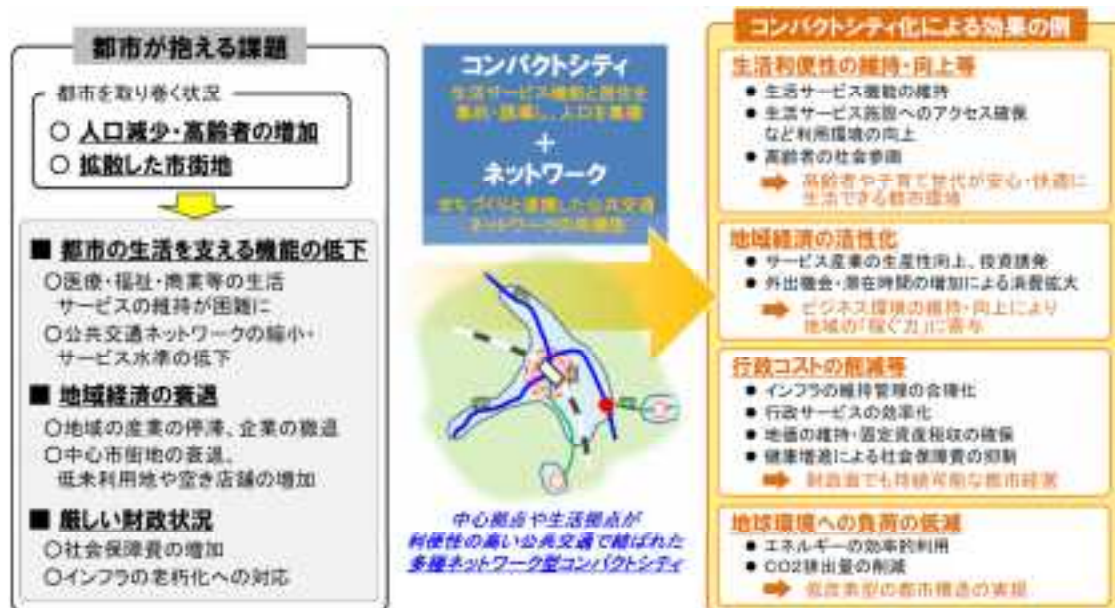 都市が抱える課題
都市を取り巻く状況
○ 人口減少・高齢者の増加
○ 拡散した市街地
■ 都市の生活を支える機能の低下
○医療・福祉・商業等の生活
サービスの維持が困難に
○公共交通ネットワークの縮小・
サービス水準の低下
■ 地域経済の衰退
○地域の産業の停滞、企業の撤退
○中心市街地の衰退、
低未利用地や空き店舗の増加
■ 厳しい財政状況
○社会保障費の増加
○インフラの老朽化への対応
コンパクトシティ
生活サービス機能と居住を
集約・誘導し、人口を集積
+
ネットワーク
まちづくりと連携した公共交通
ネットワークの再構築
中心拠点や生活拠点が
利便性の高い公共交通で結ばれた
多極ネットワーク型コンパクトシティ
コンパクトシティ化による効果の例
生活利便性の維持・向上等
● 生活サービス機能の維持
● 生活サービス施設へのアクセス確保
など利用環境の向上
● 高齢者の社会参画
高齢者や子育て世代が安心・快適に
生活できる都市環境
地域経済の活性化
● サービス産業の生産性向上、投資誘発
● 外出機会・滞在時間の増加による消費拡大
ビジネス環境の維持・向上により
地域の「稼ぐ力」に寄与
行政コストの削減等
● インフラの維持管理の合理化
● 行政サービスの効率化
● 地価の維持・固定資産税収の確保
● 健康増進による社会保障費の抑制
財政面でも持続可能な都市経営
地球環境への負荷の低減
● エネルギーの効率的利用
● CO2排出量の削減
低炭素型の都市構造の実現